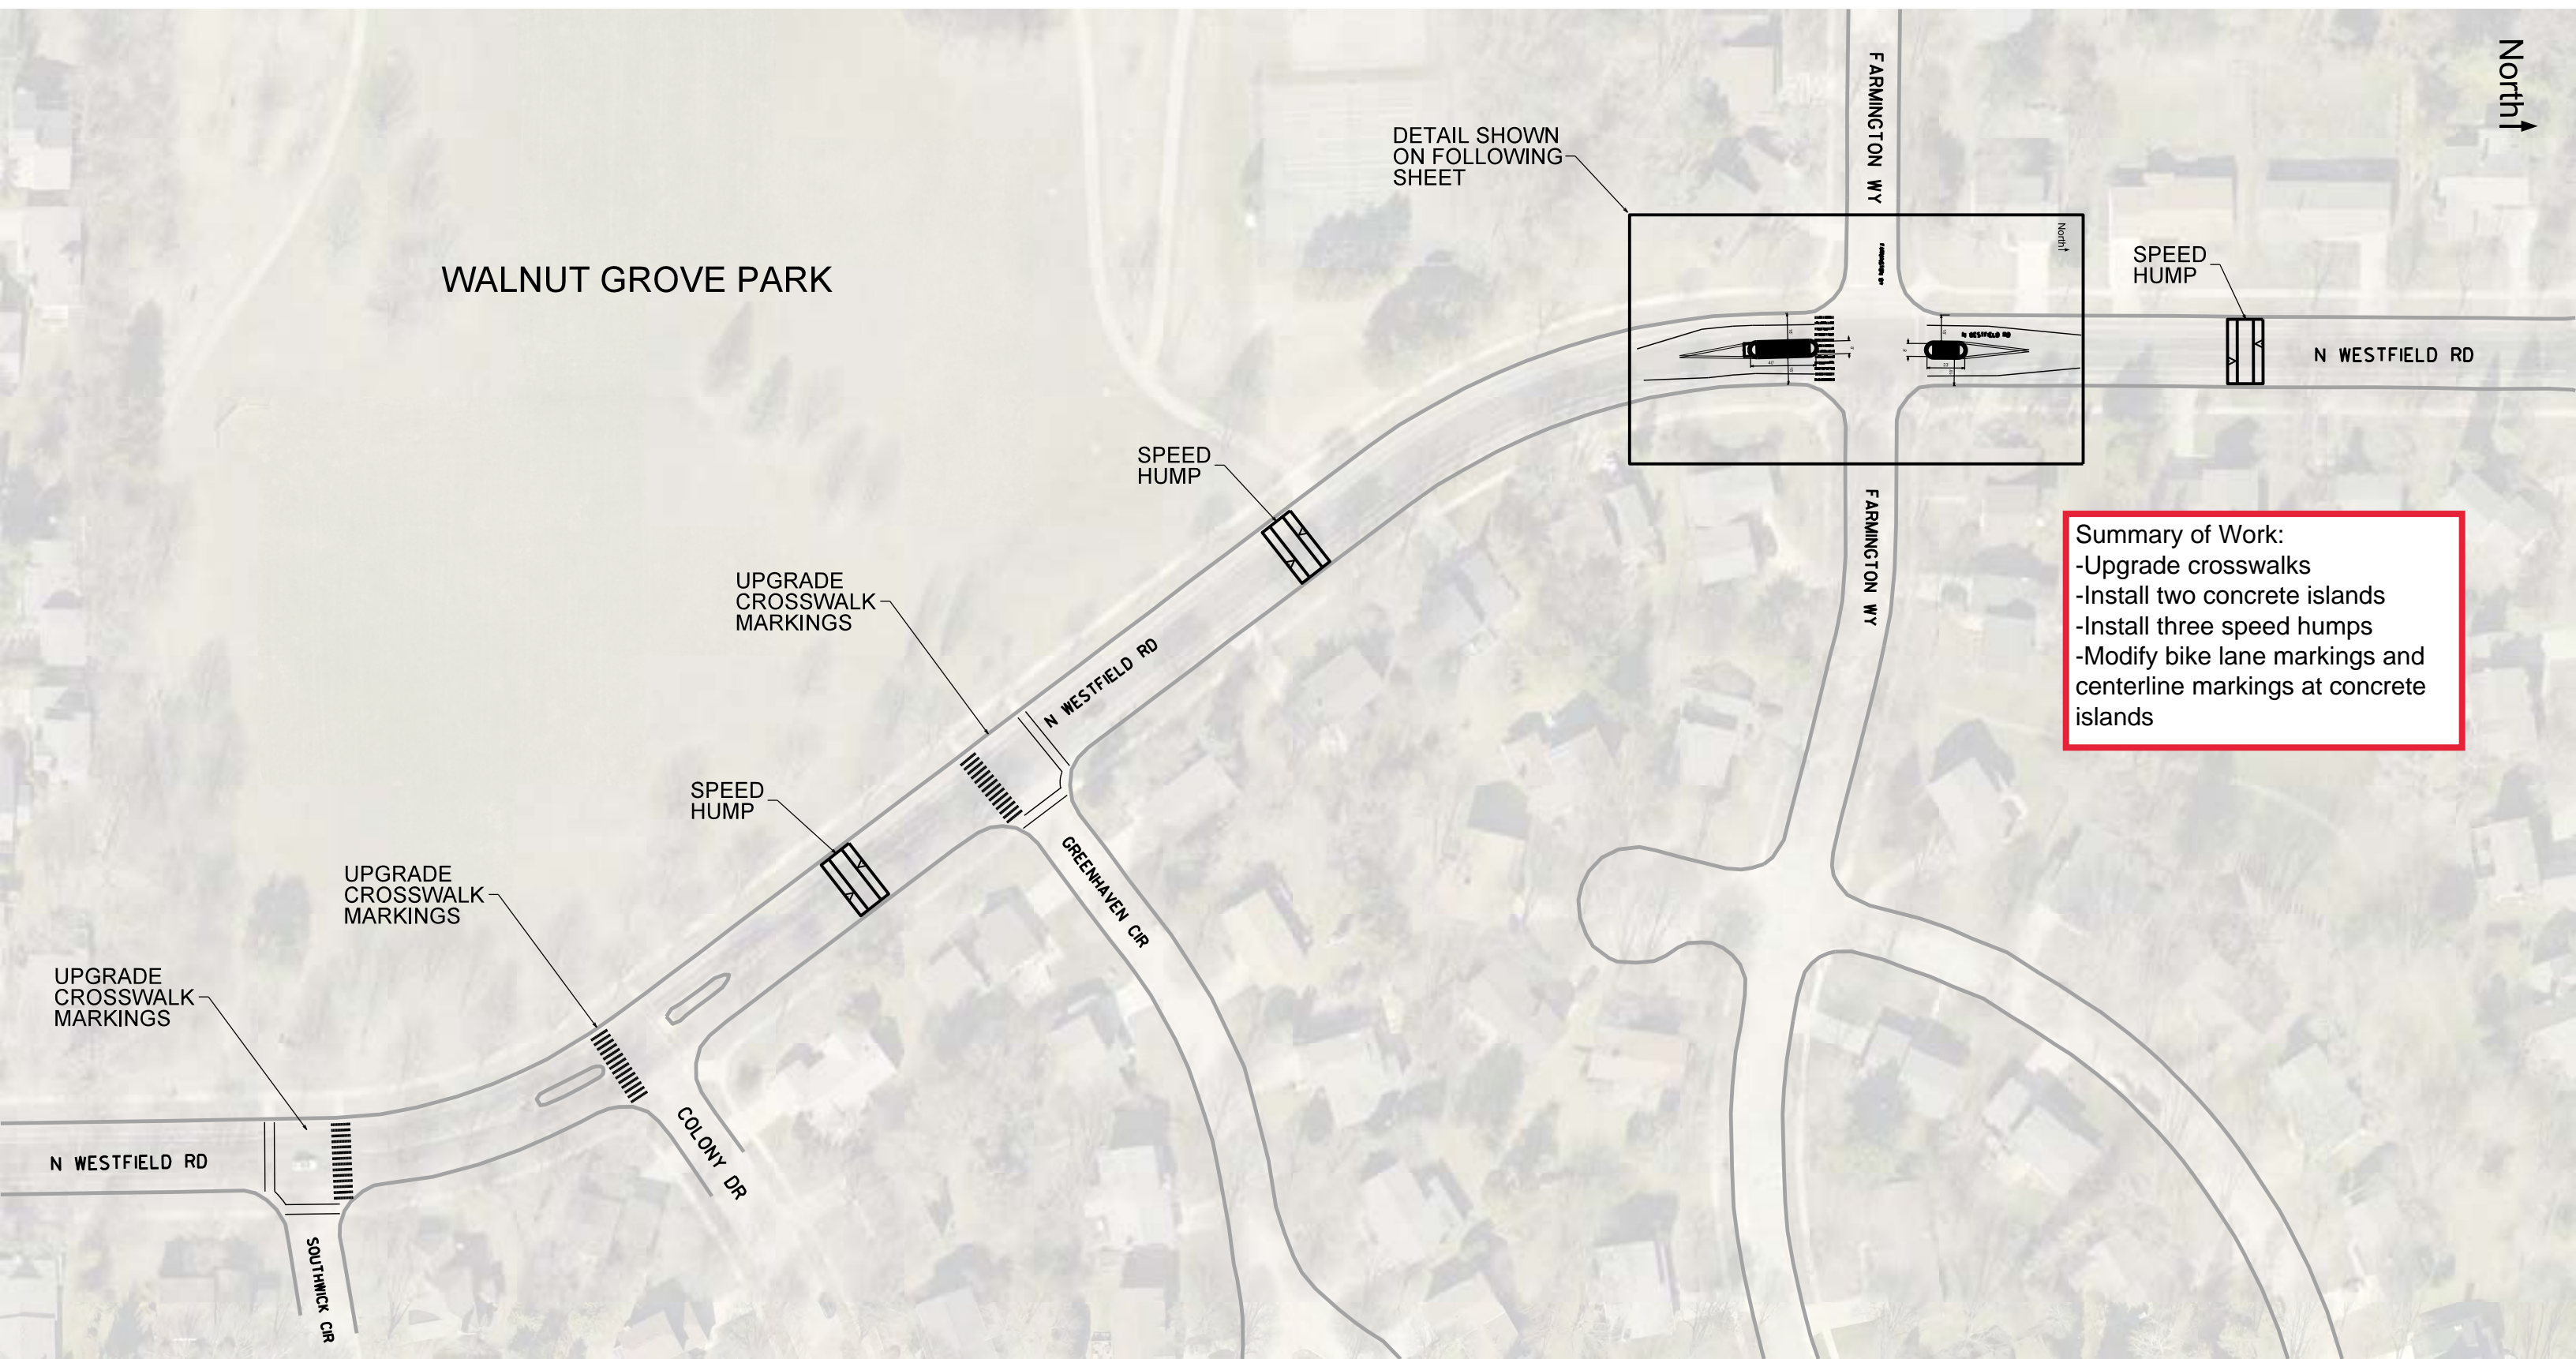 North
FARMINGTON WY
DETAIL SHOWN
ON FOLLOWING
SHEET
North
SPEED
HUMP
WALNUT GROVE PARK
N WESTFIELD RD
N WESTFIELD RD
SPEED
HUMP
FARMINGTON WY
Summary of Work:
-Upgrade crosswalks
-Install two concrete islands
-Install three speed humps
-Modify bike lane markings and
centerline markings at concrete
islands
UPGRADE
CROSSWALK
MARKINGS
N WESTFIELD RD
SPEED
HUMP
GREENHAVEN CIR
UPGRADE
CROSSWALK
MARKINGS
UPGRADE
CROSSWALK
MARKINGS
COLONY DR
N WESTFIELD RD
SOUTHWICK CIR